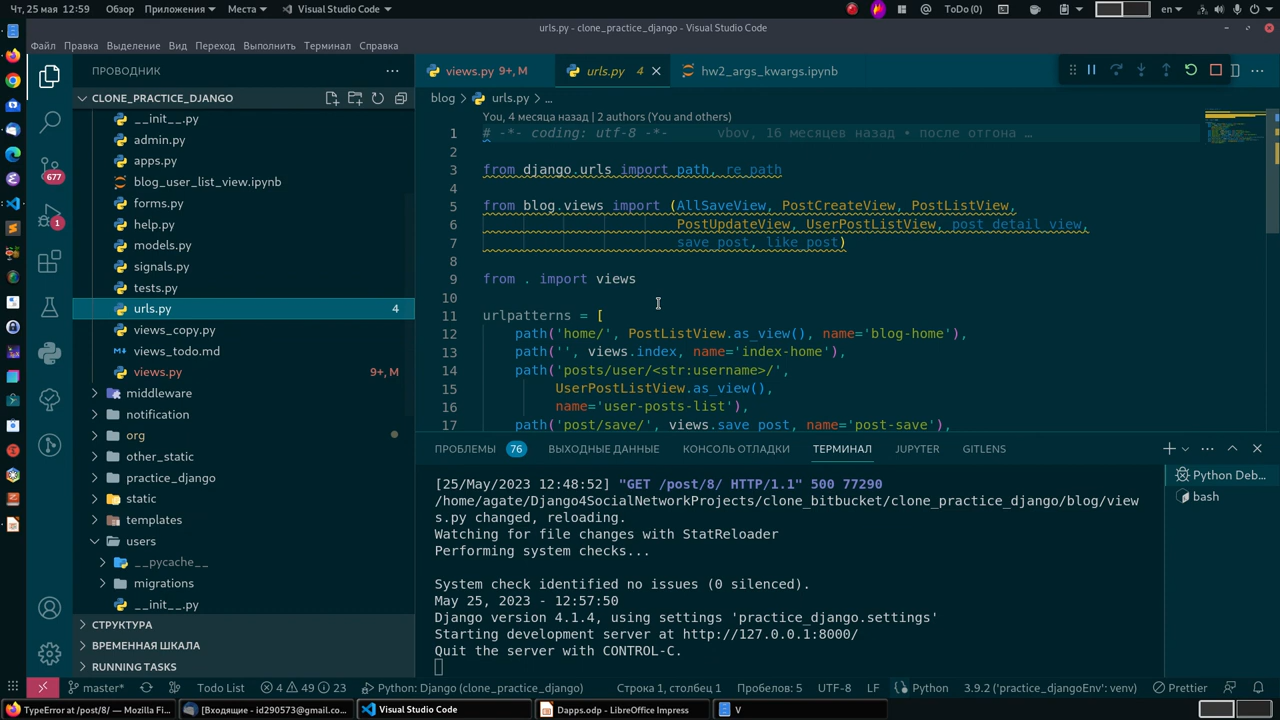 Чт, 25 мая 12:59
Обзор
Приложения
Места
Visual Studio Code
ToDo (0)
en
urls.py - clone_practice_django - Visual Studio Code
Файл Правка Выделение Вид Переход Выполнить Терминал Справка
ПРОВОДНИК
views.py 9+, M
urls.py 4
hw2_args_kwargs.ipynb
CLONE_PRACTICE_DJANGO
__init__.py
admin.py
apps.py
blog_user_list_view.ipynb
forms.py
help.py
models.py
signals.py
tests.py
urls.py 4
views_copy.py
views_todo.md
views.py 9+, M
middleware
notification
org
other_static
practice_django
static
templates
users
__pycache__
migrations
__init__.py
СТРУКТУРА
ВРЕМЕННАЯ ШКАЛА
RUNNING TASKS
677
1
blog > urls.py > ...
You, 4 месяца назад | 2 authors (You and others)
1 # -*- coding: utf-8 -*- vbov, 16 месяцев назад • после отгона …
2
3 from django.urls import path, re_path
4
5 from blog.views import (AllSaveView, PostCreateView, PostListView,
6 PostUpdateView, UserPostListView, post_detail_view,
7 save_post, like_post)
8
9 from . import views
10
11 urlpatterns = [
12 path('home/', PostListView.as_view(), name='blog-home'),
13 path('', views.index, name='index-home'),
14 path('posts/user/<str:username>/',
15 UserPostListView.as_view(),
16 name='user-posts-list'),
17 path('post/save/', views.save_post, name='post-save'),
ПРОБЛЕМЫ 76 ВЫХОДНЫЕ ДАННЫЕ КОНСОЛЬ ОТЛАДКИ ТЕРМИНАЛ JUPYTER GITLENS
[25/May/2023 12:48:52] "GET /post/8/ HTTP/1.1" 500 77290
/home/agate/Django4SocialNetworkProjects/clone_bitbucket/clone_practice_django/blog/view
s.py changed, reloading.
Watching for file changes with StatReloader
Performing system checks...
System check identified no issues (0 silenced).
May 25, 2023 - 12:57:50
Django version 4.1.4, using settings 'practice_django.settings'
Starting development server at http://127.0.0.1:8000/
Quit the server with CONTROL-C.
Python Deb...
bash
master* Todo List 4 49 23 Python: Django (clone_practice_django) Строка 1, столбец 1 Пробелов: 5 UTF-8 LF Python 3.9.2 ('practice_djangoEnv': venv) Prettier
TypeError at /post/8/ — Mozilla Fi...
[Входящие - id290573@gmail.co...
Visual Studio Code
Dapps.odp - LibreOffice Impress
V